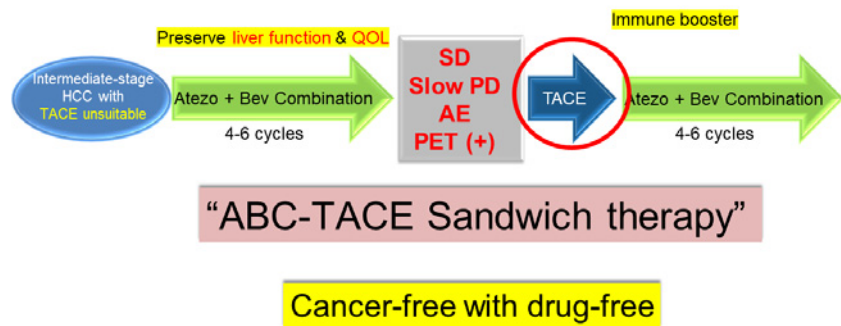 Immune booster
Preserve liver function & QOL
Intermediate-stage
HCC with
TACE unsuitable
Atezo + Bev Combination
4-6 cycles
SD
Slow PD
AE
PET (+)
TACE
Atezo + Bev Combination
4-6 cycles
“ABC-TACE Sandwich therapy”
Cancer-free with drug-free